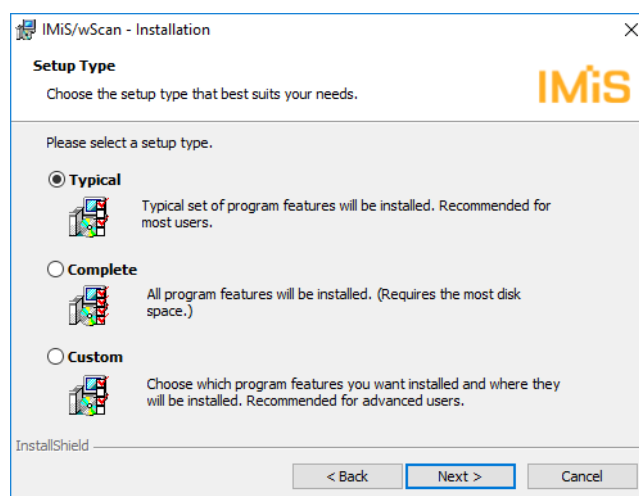 IMiS/wScan - Installation
Setup Type
Choose the setup type that best suits your needs.
IMiS
Please select a setup type.
Typical
Typical set of program features will be installed. Recommended for
most users.
Complete
All program features will be installed. (Requires the most disk
space.)
Custom
Choose which program features you want installed and where they
will be installed. Recommended for advanced users.
InstallShield
< Back
Next >
Cancel